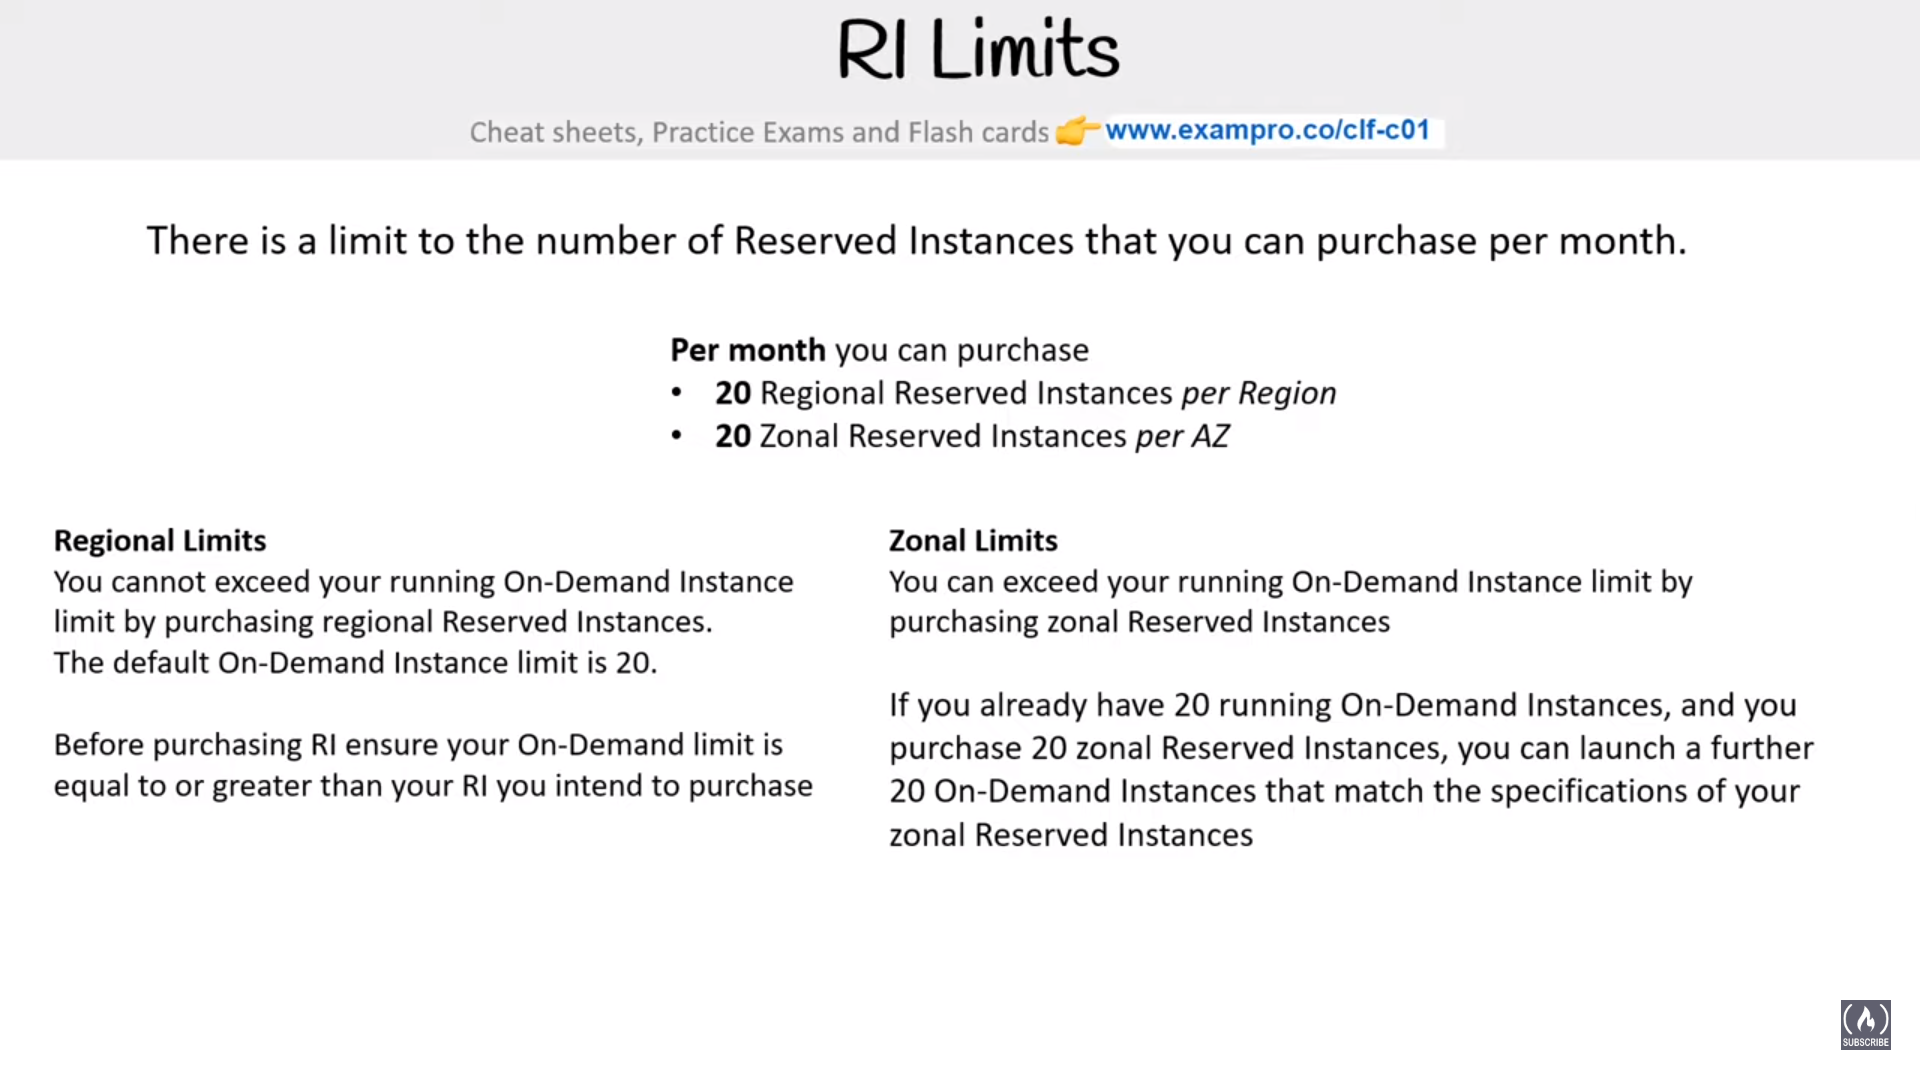 RI Limits
Cheat sheets, Practice Exams and Flash cards 👉 www.exampro.co/clf-c01
There is a limit to the number of Reserved Instances that you can purchase per month.
Per month you can purchase
• 20 Regional Reserved Instances per Region
• 20 Zonal Reserved Instances per AZ
Regional Limits
You cannot exceed your running On-Demand Instance
limit by purchasing regional Reserved Instances.
The default On-Demand Instance limit is 20.
Before purchasing RI ensure your On-Demand limit is
equal to or greater than your RI you intend to purchase
Zonal Limits
You can exceed your running On-Demand Instance limit by
purchasing zonal Reserved Instances
If you already have 20 running On-Demand Instances, and you
purchase 20 zonal Reserved Instances, you can launch a further
20 On-Demand Instances that match the specifications of your
zonal Reserved Instances
SUBSCRIBE